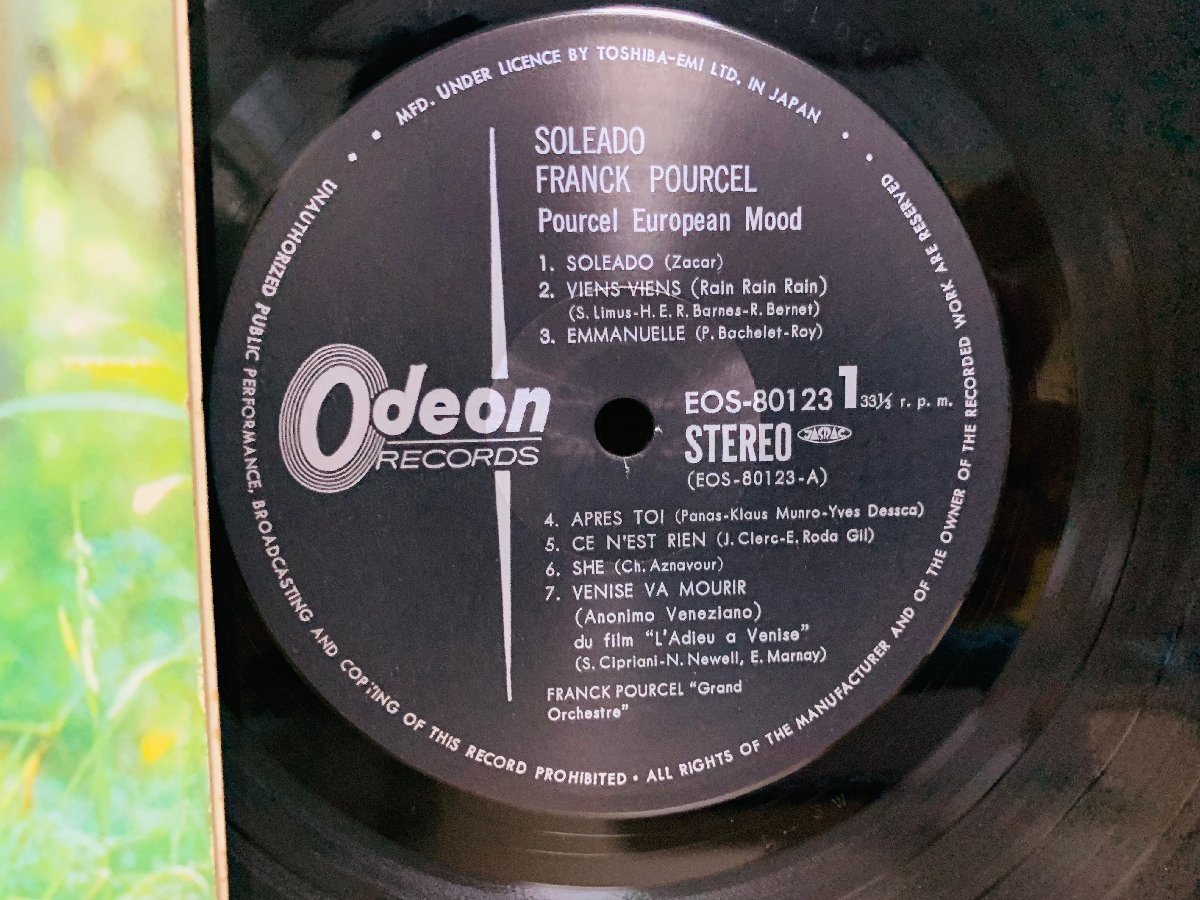 MFD. UNDER LICENCE BY TOSHIBA-EMI LTD. IN JAPAN
SOLEADO
FRANCK POURCEL
Pourcel European Mood
1. SOLEADO (Zacar)
2. VIENS VIENS (Rain Rain Rain)
(S. Limus-H. E. R. Barnes-R. Bernet)
3. EMMANUELLE (P. Bachelet-Roy)
Odeon
RECORDS
EOS-80123 1 33⅓ r. p. m.
STEREO JASRAC
(EOS-80123-A)
4. APRES TOI (Panas-Klaus Munro-Yves Dessca)
5. CE N'EST RIEN (J. Clerc-E. Roda Gil)
6. SHE (Ch. Aznavour)
7. VENISE VA MOURIR
(Anonimo Veneziano)
du film "L'Adieu a Venise"
(S. Cipriani-N. Newell, E. Marnay)
FRANCK POURCEL "Grand
Orchestre"
UNAUTHORIZED PUBLIC PERFORMANCE, BROADCASTING AND COPYING OF THIS RECORD PROHIBITED • ALL RIGHTS OF THE MANUFACTURER AND OF THE OWNER OF THE RECORDED WORK ARE RESERVED